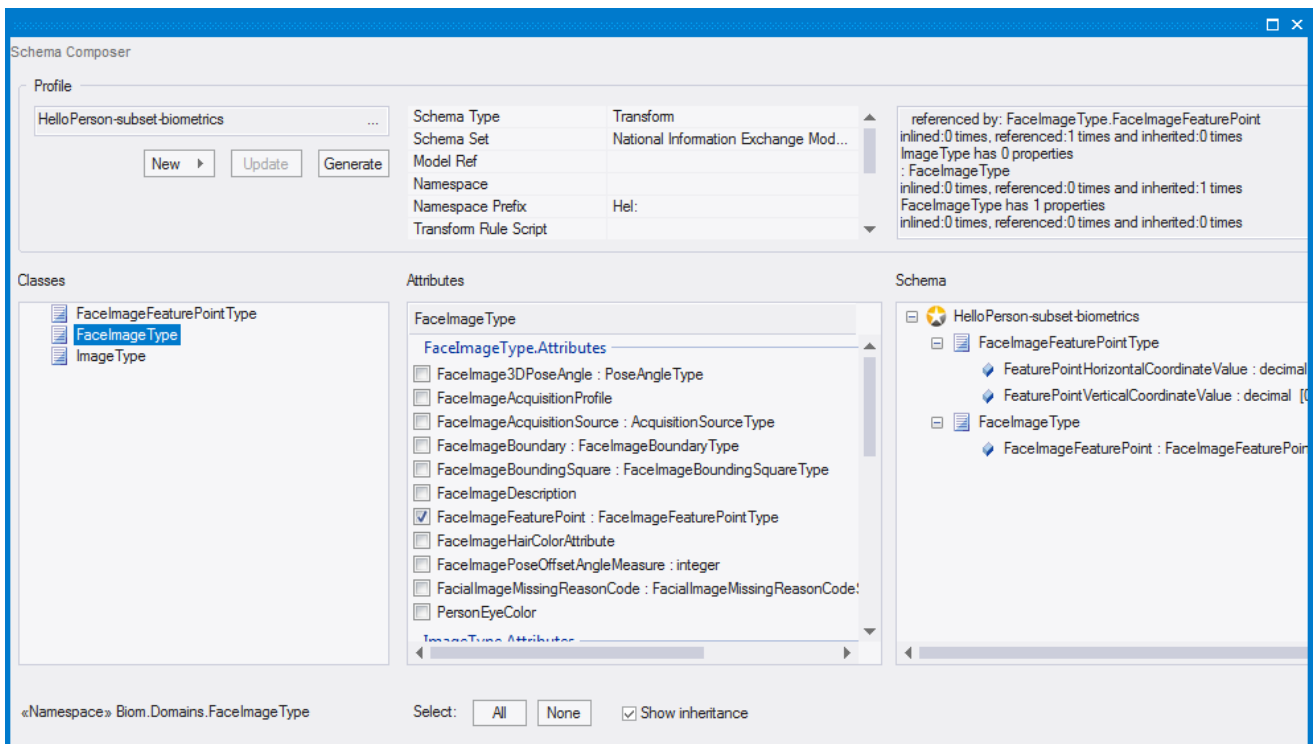 Schema Composer
Profile
HelloPerson-subset-biometrics ...
New Update Generate
Schema Type Transform
Schema Set National Information Exchange Mod...
Model Ref
Namespace
Namespace Prefix Hel:
Transform Rule Script
referenced by: FaceImageType.FaceImageFeaturePoint
inlined:0 times, referenced:1 times and inherited:0 times
ImageType has 0 properties
: FaceImageType
inlined:0 times, referenced:0 times and inherited:1 times
FaceImageType has 1 properties
inlined:0 times, referenced:0 times and inherited:0 times
Classes
FaceImageFeaturePointType
FaceImageType
ImageType
Attributes
FaceImageType
FaceImageType.Attributes
FaceImage3DPoseAngle : PoseAngleType
FaceImageAcquisitionProfile
FaceImageAcquisitionSource : AcquisitionSourceType
FaceImageBoundary : FaceImageBoundaryType
FaceImageBoundingSquare : FaceImageBoundingSquareType
FaceImageDescription
FaceImageFeaturePoint : FaceImageFeaturePointType
FaceImageHairColorAttribute
FaceImagePoseOffsetAngleMeasure : integer
FacialImageMissingReasonCode : FacialImageMissingReasonCodeS
PersonEyeColor
ImageType.Attributes
Schema
HelloPerson-subset-biometrics
FaceImageFeaturePointType
FeaturePointHorizontalCoordinateValue : decimal
FeaturePointVerticalCoordinateValue : decimal [0
FaceImageType
FaceImageFeaturePoint : FaceImageFeaturePoin
«Namespace» Biom.Domains.FaceImageType
Select: All None Show inheritance